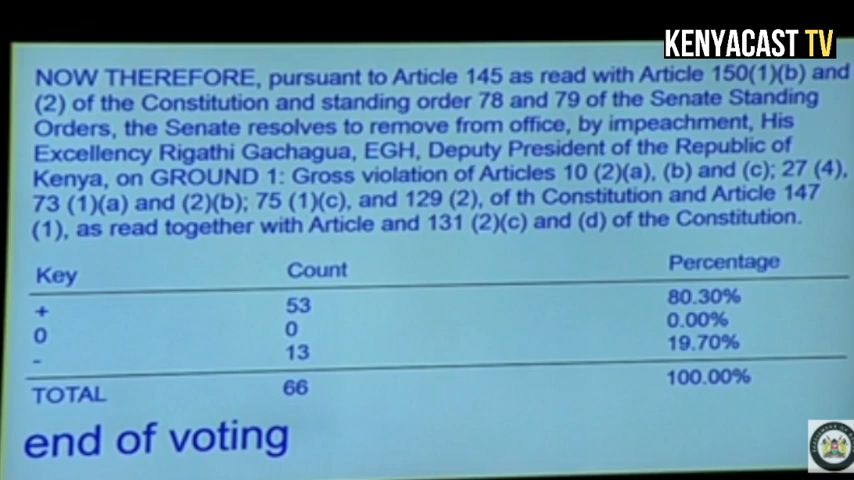 KENYACAST TV
NOW THEREFORE, pursuant to Article 145 as read with Article 150(1)(b) and
(2) of the Constitution and standing order 78 and 79 of the Senate Standing
Orders, the Senate resolves to remove from office, by impeachment, His
Excellency Rigathi Gachagua, EGH, Deputy President of the Republic of
Kenya, on GROUND 1: Gross violation of Articles 10 (2)(a), (b) and (c); 27 (4),
73 (1)(a) and (2)(b); 75 (1)(c), and 129 (2), of th Constitution and Article 147
(1), as read together with Article and 131 (2)(c) and (d) of the Constitution.
Key Count Percentage
+ 53 80.30%
0 0 0.00%
- 13 19.70%
TOTAL 66 100.00%
end of voting